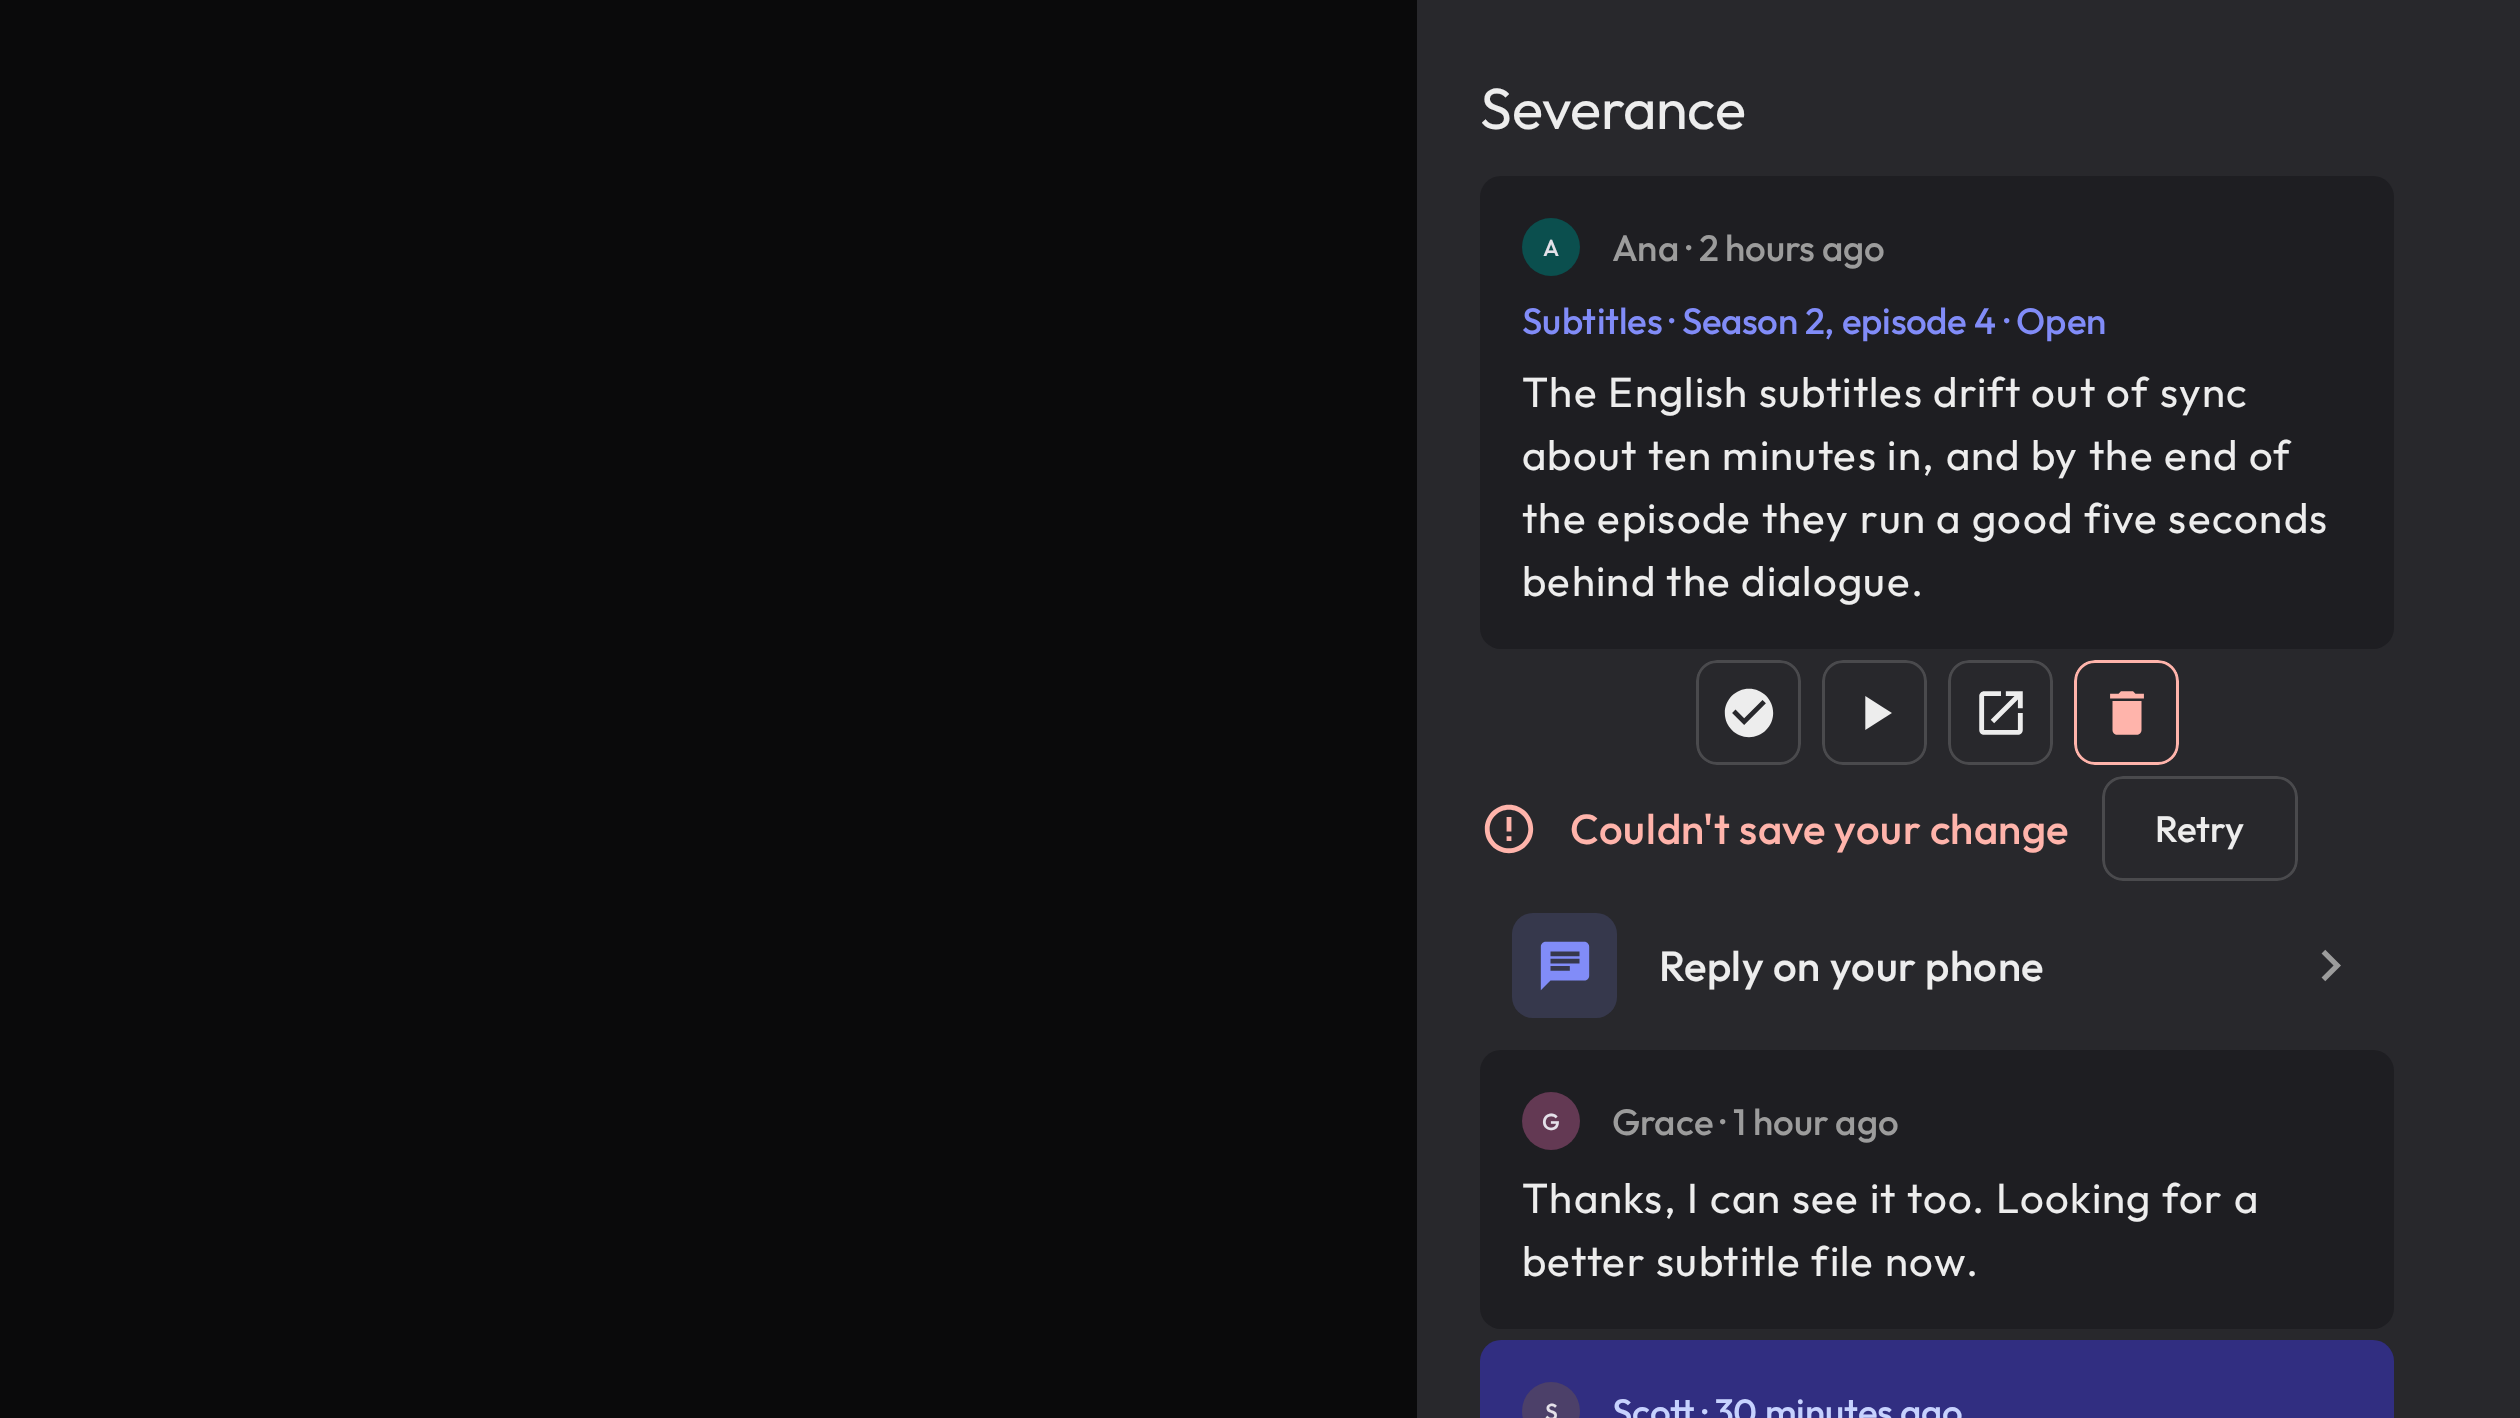 Severance
A
Ana · 2 hours ago
Subtitles · Season 2, episode 4 · Open
The English subtitles drift out of sync
about ten minutes in, and by the end of
the episode they run a good five seconds
behind the dialogue.
Couldn't save your change
Retry
Reply on your phone
G
Grace · 1 hour ago
Thanks, I can see it too. Looking for a
better subtitle file now.
S
Scott · 30 minutes ago